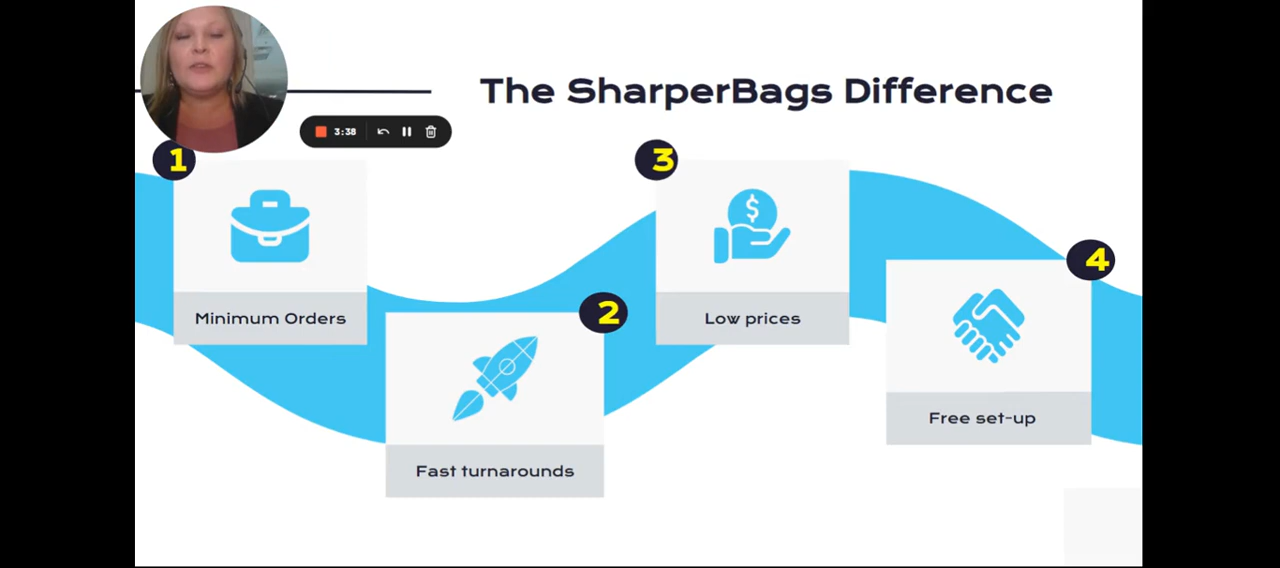 The SharperBags Difference
3:38
1
Minimum Orders
2
Fast turnarounds
3
Low prices
4
Free set-up